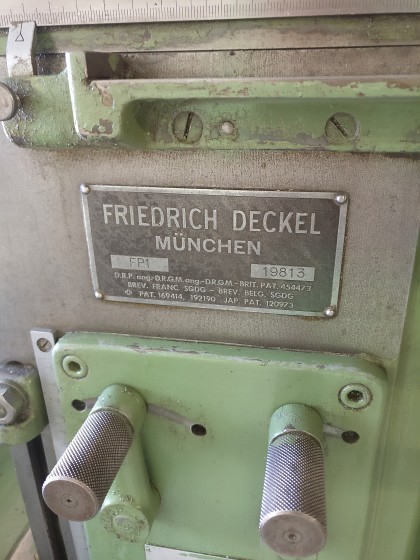 FRIEDRICH DECKEL
MÜNCHEN
FP1 19813
D.R.P. ang.-D.R.G.M. ang.-D.R.G.M-BRIT. PAT. 454473
BREV. FRANC. SGDG - BREV. BELG. SGDG
PAT. 169414, 192190 JAP. PAT. 120973